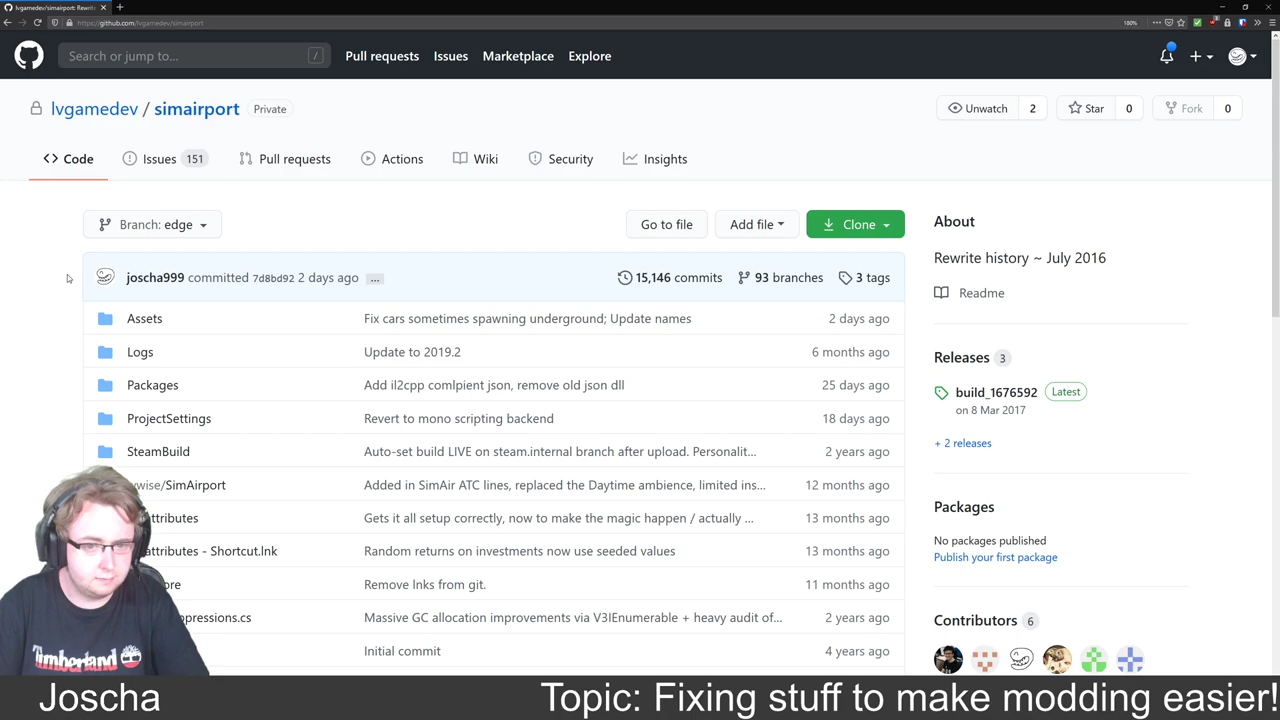 lvgamedev/simairport: Rewrit
https://github.com/lvgamedev/simairport
180%
Search or jump to...
/
Pull requests
Issues
Marketplace
Explore
lvgamedev / simairport
Private
Unwatch 2
Star 0
Fork 0
Code
Issues 151
Pull requests
Actions
Wiki
Security
Insights
Branch: edge
Go to file
Add file
Clone
joscha999 committed 7d8bd92 2 days ago ...
15,146 commits
93 branches
3 tags
Assets Fix cars sometimes spawning underground; Update names 2 days ago
Logs Update to 2019.2 6 months ago
Packages Add il2cpp comlpient json, remove old json dll 25 days ago
ProjectSettings Revert to mono scripting backend 18 days ago
SteamBuild Auto-set build LIVE on steam.internal branch after upload. Personalit... 2 years ago
wise/SimAirport Added in SimAir ATC lines, replaced the Daytime ambience, limited ins... 12 months ago
ttributes Gets it all setup correctly, now to make the magic happen / actually ... 13 months ago
attributes - Shortcut.lnk Random returns on investments now use seeded values 13 months ago
ore Remove lnks from git. 11 months ago
pressions.cs Massive GC allocation improvements via V3IEnumerable + heavy audit of... 2 years ago
Initial commit 4 years ago
About
Rewrite history ~ July 2016
Readme
Releases 3
build_1676592 Latest
on 8 Mar 2017
+ 2 releases
Packages
No packages published
Publish your first package
Contributors 6
Timberland
Joscha
Topic: Fixing stuff to make modding easier!